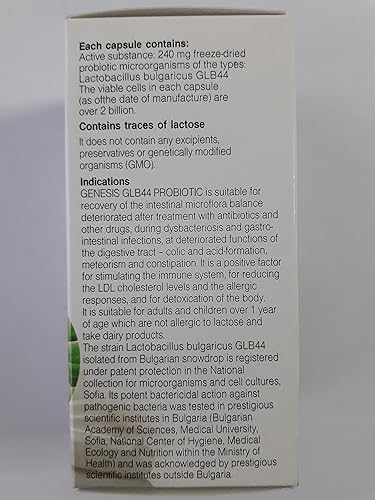 Each capsule contains:
Active substance: 240 mg freeze-dried
probiotic microorganisms of the types:
Lactobacillus bulgaricus GLB44
The viable cells in each capsule
(as ofthe date of manufacture) are
over 2 billion.
Contains traces of lactose
It does not contain any excipients,
preservatives or genetically modified
organisms (GMO).
Indications
GENESIS GLB44 PROBIOTIC is suitable for
recovery of the intestinal microflora balance
deteriorated after treatment with antibiotics and
other drugs, during dysbacteriosis and gastro-
intestinal infections, at deteriorated functions of
the digestive tract – colic and acid-formation,
meteorism and constipation. It is a positive factor
for stimulating the immune system, for reducing
the LDL cholesterol levels and the allergic
responses, and for detoxication of the body.
It is suitable for adults and children over 1 year
of age which are not allergic to lactose and
take dairy products.
The strain Lactobacillus bulgaricus GLB44
isolated from Bulgarian snowdrop is registered
under patent protection in the National
collection for microorganisms and cell cultures,
Sofia. Its potent bactericidal action against
pathogenic bacteria was tested in prestigious
scientific institutes in Bulgaria (Bulgarian
Academy of Sciences, Medical University,
Sofia, National Center of Hygiene, Medical
Ecology and Nutrition within the Ministry of
Health) and was acknowledged by prestigious
scientific institutes outside Bulgaria.